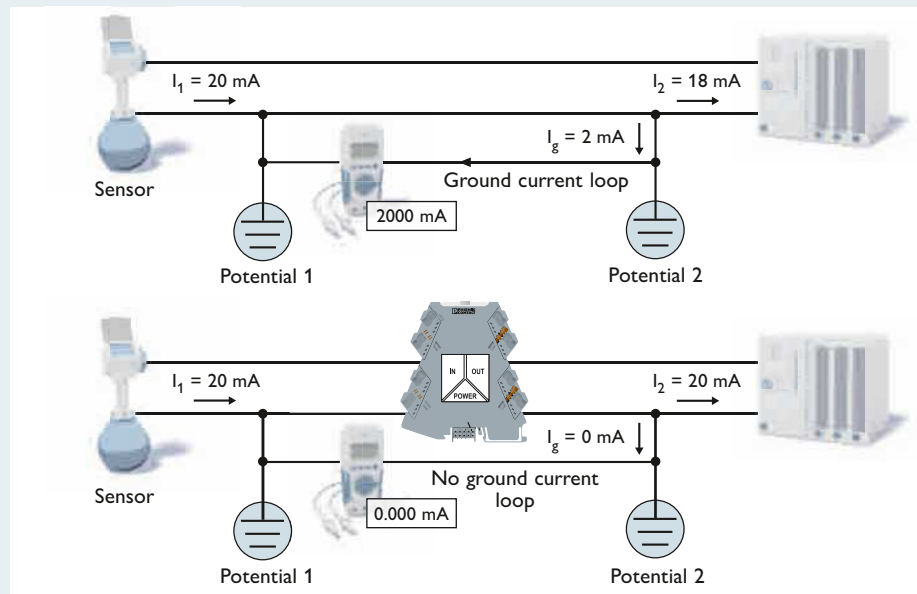 I1 = 20 mA
I2 = 18 mA
Ig = 2 mA
Ground current loop
Sensor
2000 mA
Potential 1
Potential 2
IN
OUT
POWER
I1 = 20 mA
I2 = 20 mA
Ig = 0 mA
No ground current
loop
Sensor
0.000 mA
Potential 1
Potential 2